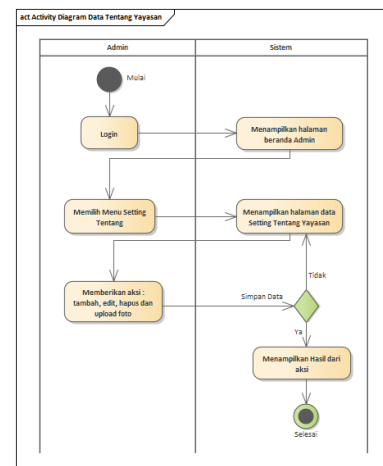 act Activity Diagram Data Tentang Yayasan
Admin
Sistem
Mulai
Login
Menampilkan halaman
beranda Admin
Memilih Menu Setting
Tentang
Menampilkan halaman data
Setting Tentang Yayasan
Tidak
Memberikan aksi :
tambah, edit, hapus dan
upload foto
Simpan Data
Ya
Menampilkan Hasil dari
aksi
Selesai